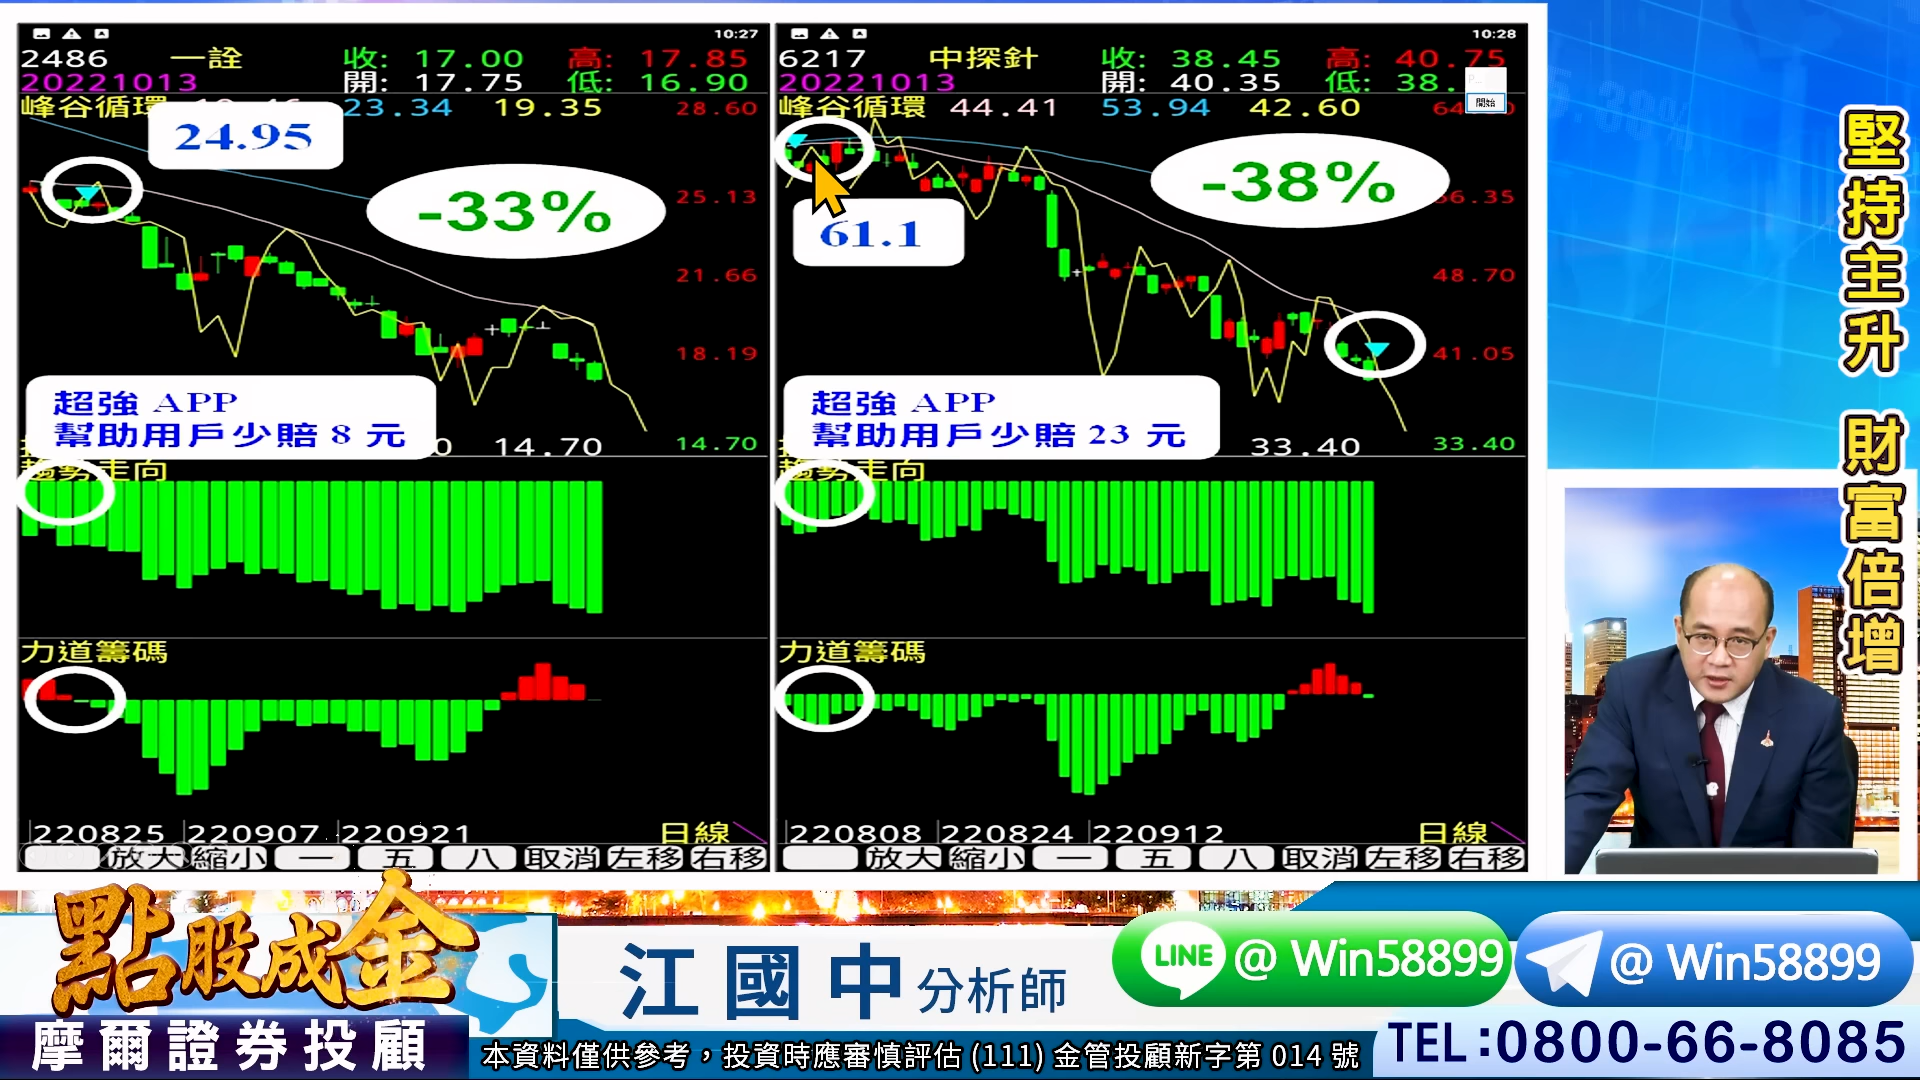 10:27
2486 一詮 收: 17.00 高: 17.85
20221013 開: 17.75 低: 16.90
峰谷循環 23.34 19.35
28.60
24.95
-33%
25.13
21.66
18.19
超強 APP
幫助用戶少賠 8 元
14.70 14.70
趨勢走向
力道籌碼
220825 220907 220921 日線
放大 縮小 一 五 八 取消 左移 右移
10:28
6217 中探針 收: 38.45 高: 40.75
20221013 開: 40.35 低: 38.
開始
峰谷循環 44.41 53.94 42.60
-38%
61.1
48.70
41.05
超強 APP
幫助用戶少賠 23 元
33.40 33.40
趨勢走向
力道籌碼
220808 220824 220912 日線
放大 縮小 一 五 八 取消 左移 右移
堅持主升 財富倍增
點股成金
摩爾證券投顧
江國中 分析師
LINE @ Win58899
@ Win58899
TEL:0800-66-8085
本資料僅供參考，投資時應審慎評估 (111) 金管投顧新字第 014 號